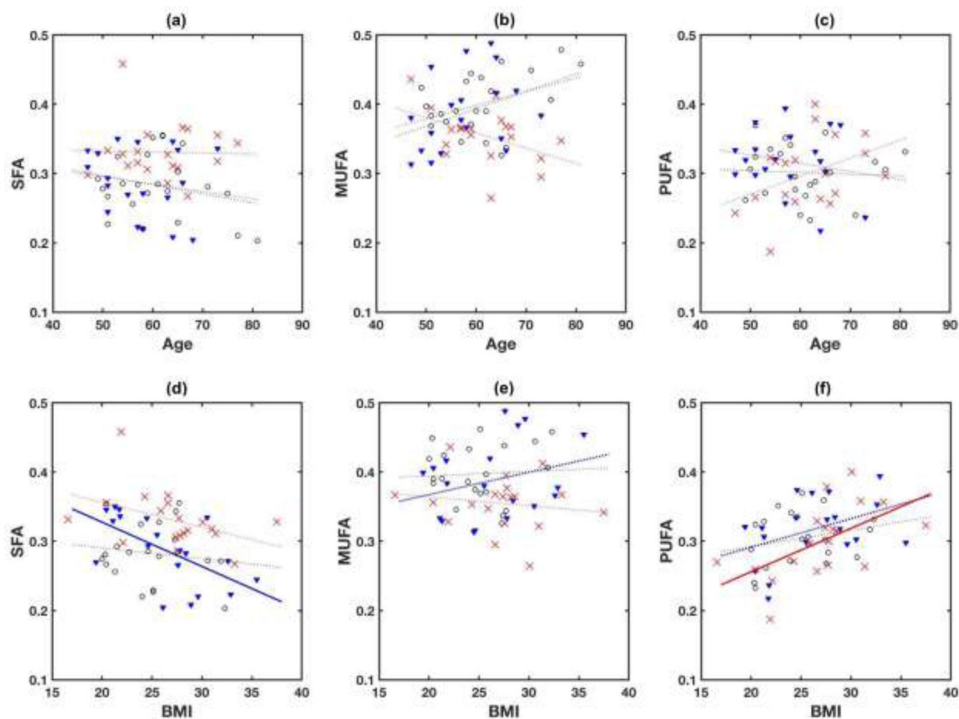 (a) (b) (c)
0.5 0.5 0.5
0.4 0.4 0.4
SFA MUFA PUFA
0.3 0.3 0.3
0.2 0.2 0.2
0.1 0.1 0.1
40 50 60 70 80 90 40 50 60 70 80 90 40 50 60 70 80 90
Age Age Age
(d) (e) (f)
0.5 0.5 0.5
0.4 0.4 0.4
SFA MUFA PUFA
0.3 0.3 0.3
0.2 0.2 0.2
0.1 0.1 0.1
15 20 25 30 35 40 15 20 25 30 35 40 15 20 25 30 35 40
BMI BMI BMI